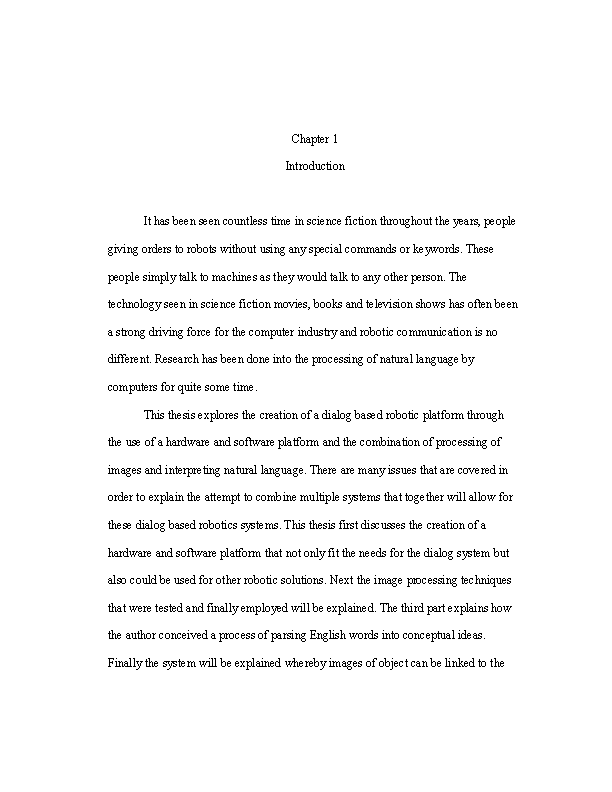 Chapter 1
Introduction
It has been seen countless time in science fiction throughout the years, people
giving orders to robots without using any special commands or keywords. These
people simply talk to machines as they would talk to any other person. The
technology seen in science fiction movies, books and television shows has often been
a strong driving force for the computer industry and robotic communication is no
different. Research has been done into the processing of natural language by
computers for quite some time.
This thesis explores the creation of a dialog based robotic platform through
the use of a hardware and software platform and the combination of processing of
images and interpreting natural language. There are many issues that are covered in
order to explain the attempt to combine multiple systems that together will allow for
these dialog based robotics systems. This thesis first discusses the creation of a
hardware and software platform that not only fit the needs for the dialog system but
also could be used for other robotic solutions. Next the image processing techniques
that were tested and finally employed will be explained. The third part explains how
the author conceived a process of parsing English words into conceptual ideas.
Finally the system will be explained whereby images of object can be linked to the